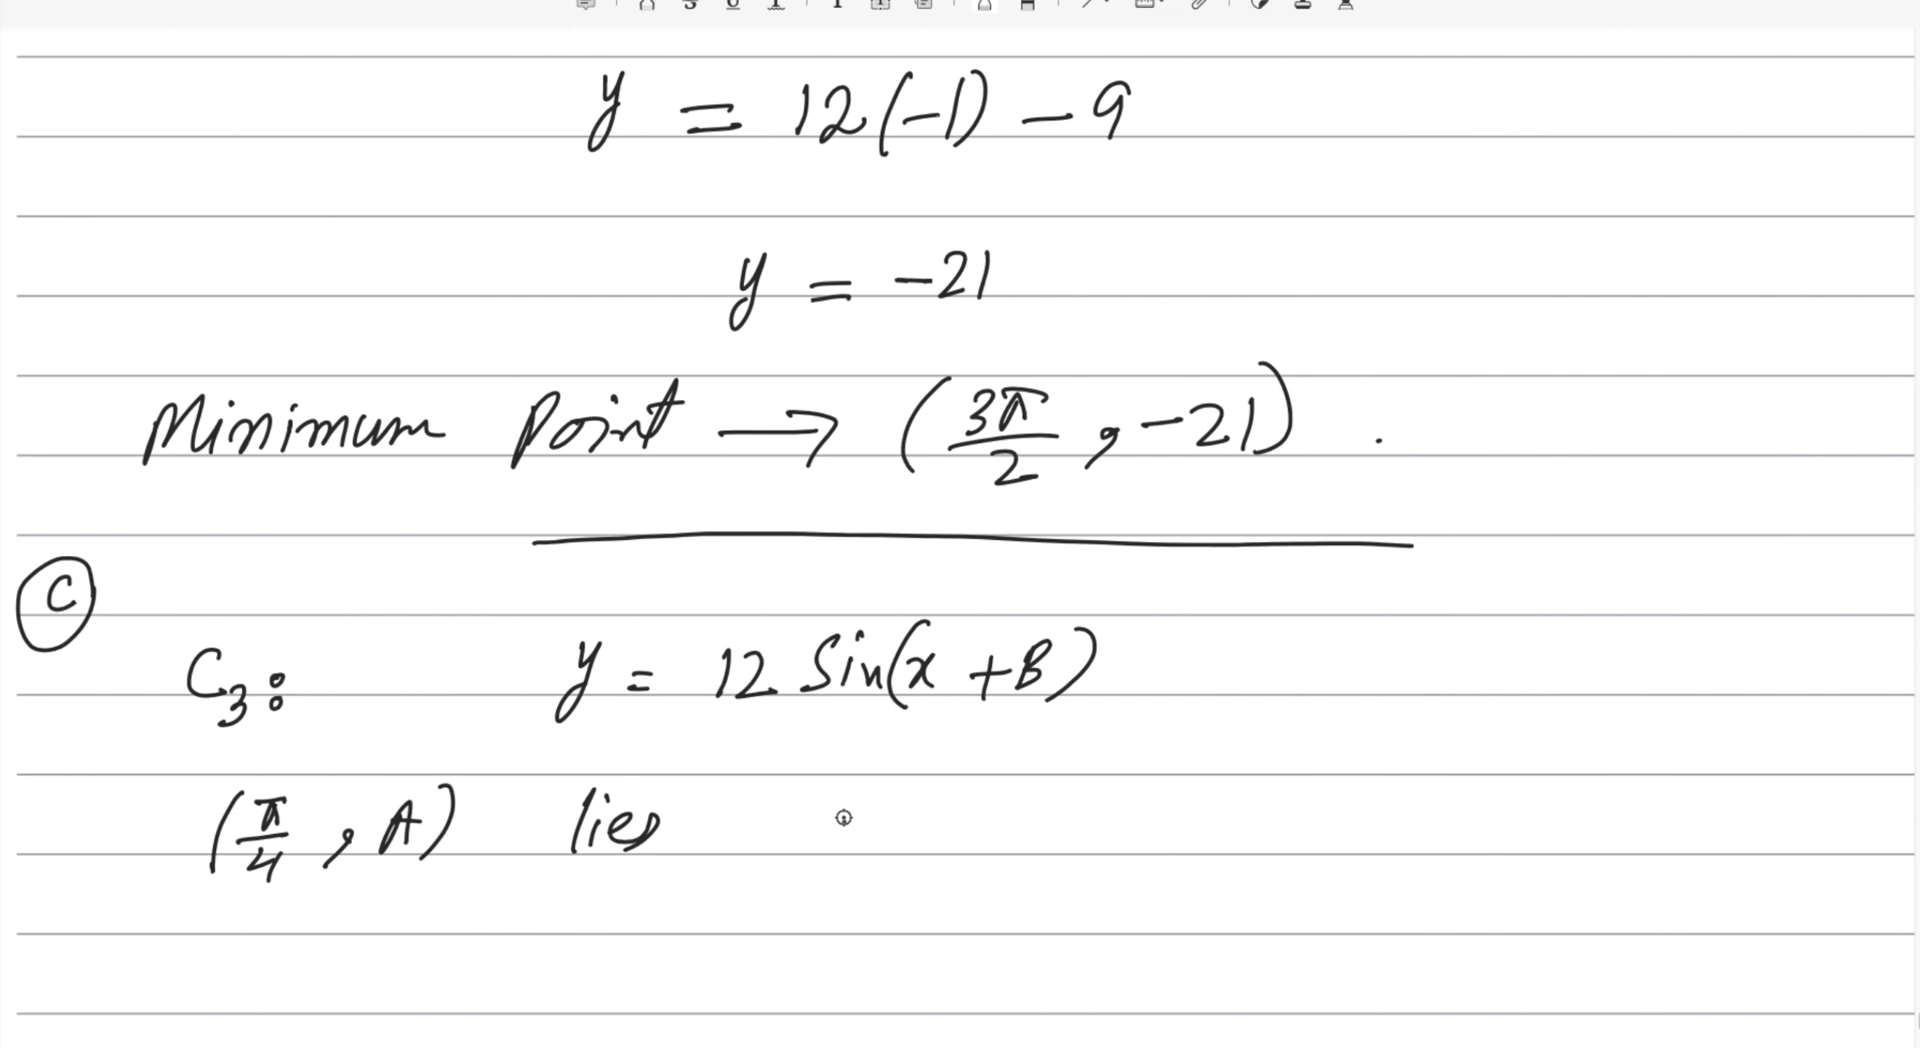 y = 12(-1) - 9
y = -21
Minimum Point → (3π/2, -21).
C
C₃: y = 12 Sin(x + B)
(π/4, A) lies